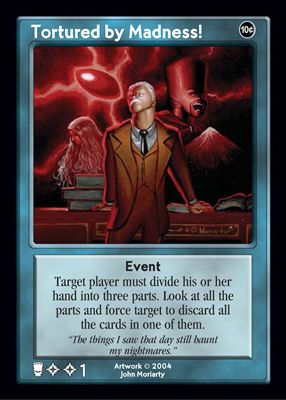 Tortured by Madness!
10¢
Event
Target player must divide his or her
hand into three parts. Look at all the
parts and force target to discard all
the cards in one of them.
"The things I saw that day still haunt
my nightmares."
1
Artwork © 2004
John Moriarty